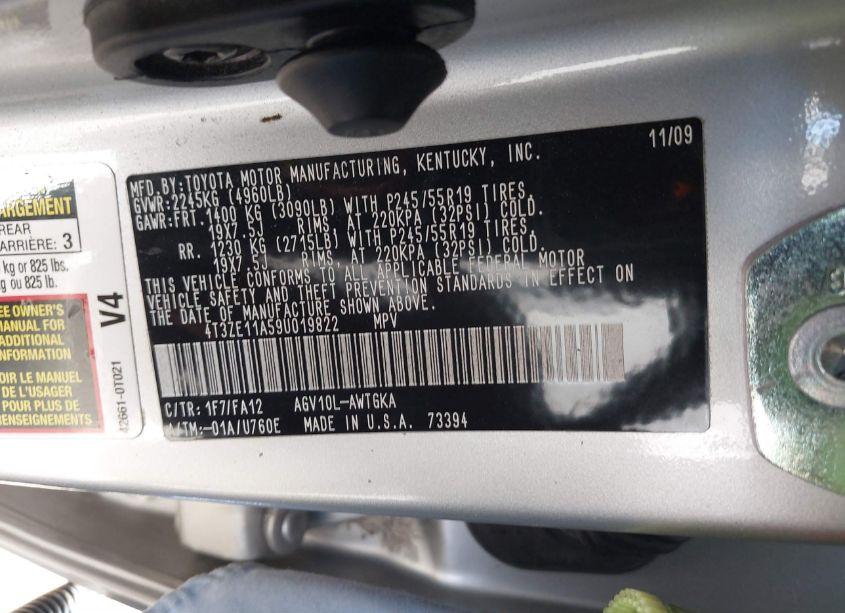 11/09
MFD.BY:TOYOTA MOTOR MANUFACTURING, KENTUCKY, INC.
GVWR:2245KG (4960LB)
GAWR:FRT. 1400 KG (3090LB) WITH P245/55R19 TIRES,
19X7.5J RIMS, AT 220KPA (32PSI) COLD.
RR. 1230 KG (2715LB) WITH P245/55R19 TIRES,
19X7.5J RIMS, AT 220KPA (32PSI) COLD.
THIS VEHICLE CONFORMS TO ALL APPLICABLE FEDERAL MOTOR
VEHICLE SAFETY AND THEFT PREVENTION STANDARDS IN EFFECT ON
THE DATE OF MANUFACTURE SHOWN ABOVE.
4T3ZE11A59U019822 MPV
C/TR: 1F7/FA12 AGV10L-AWTGKA
A/TM:-01A/U760E MADE IN U.S.A. 73394
ARGEMENT
REAR
ARRIÈRE: 3
kg or 825 lbs.
kg ou 825 lb.
EE OWNER'S
MANUAL FOR
ADDITIONAL
INFORMATION
OIR LE MANUEL
DE L'USAGER
POUR PLUS DE
RENSEIGNEMENTS
V4
42661-0T021